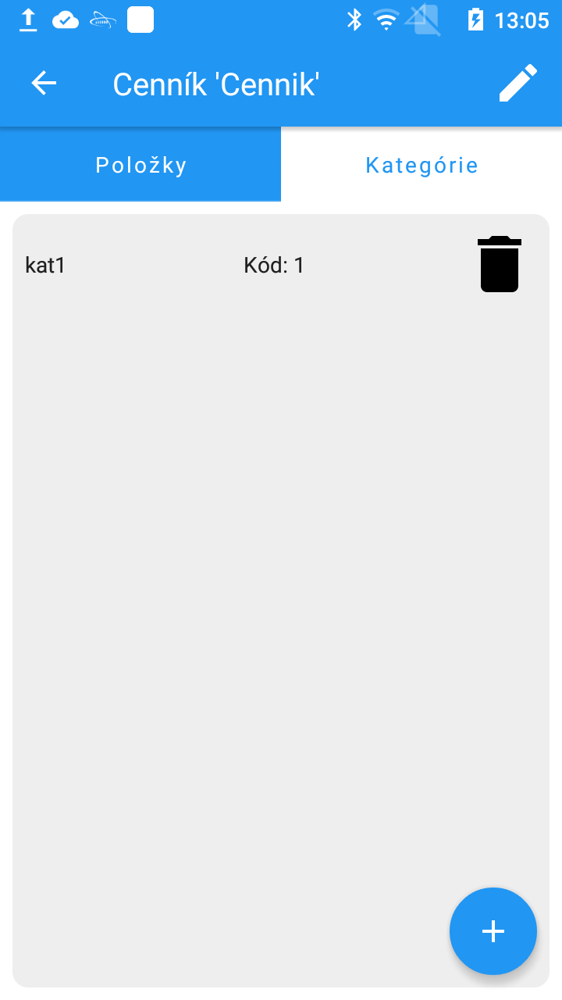 13:05
Cenník 'Cennik'
Položky
Kategórie
kat1
Kód: 1